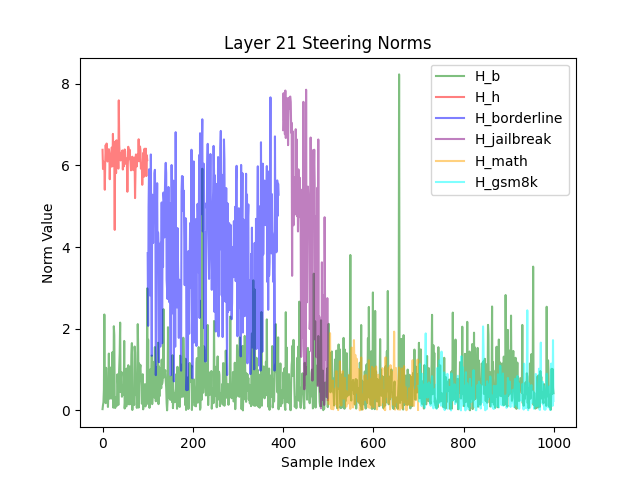 Layer 21 Steering Norms
H_b
H_h
H_borderline
H_jailbreak
H_math
H_gsm8k
Norm Value
8
6
4
2
0
0 200 400 600 800 1000
Sample Index